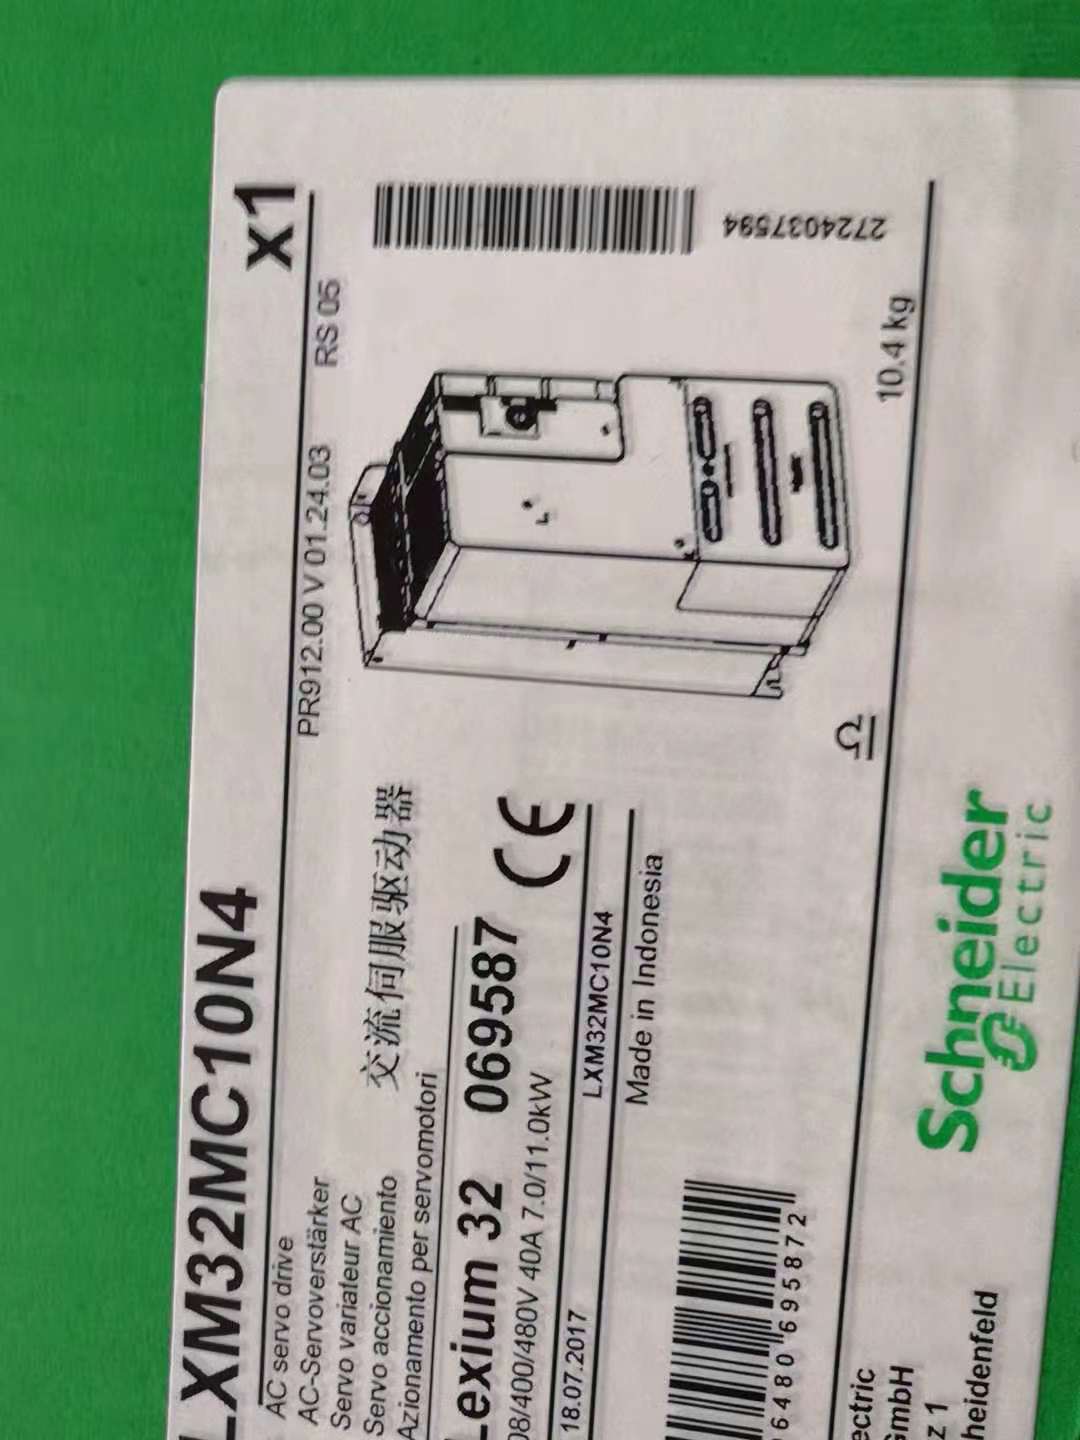 LXM32MC10N4
X1
AC servo drive
PR912.00 V 01.24.03
RS 05
AC-Servoverstärker
Servo variateur AC
Servo accionamiento
交流伺服驱动器
Azionamento per servomotori
Lexium 32
069587
CE
08/400/480V 40A 7.0/11.0kW
18.07.2017
LXM32MC10N4
Made in Indonesia
2724037594
10.4 kg
6480 695872
Schneider
Electric
ectric
GmbH
z 1
heidenfeld